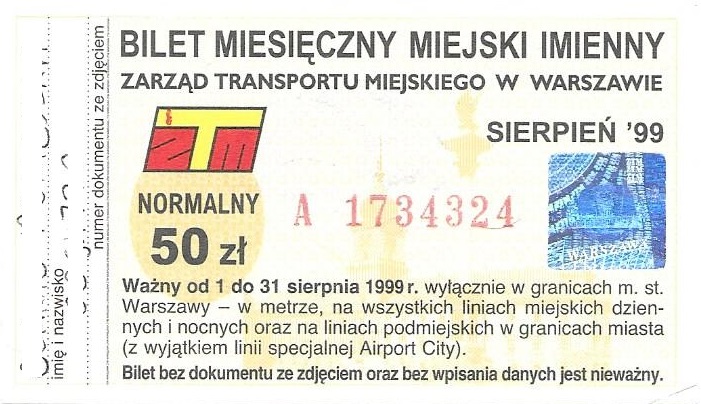 BILET MIESIĘCZNY MIEJSKI IMIENNY
ZARZĄD TRANSPORTU MIEJSKIEGO W WARSZAWIE
SIERPIEŃ '99
ZTM
NORMALNY
50 zł
A 1734324
WARSZAWA
Ważny od 1 do 31 sierpnia 1999 r. wyłącznie w granicach m. st.
Warszawy – w metrze, na wszystkich liniach miejskich dzien-
nych i nocnych oraz na liniach podmiejskich w granicach miasta
(z wyjątkiem linii specjalnej Airport City).
Bilet bez dokumentu ze zdjęciem oraz bez wpisania danych jest nieważny.
imię i nazwisko
numer dokumentu ze zdjęciem